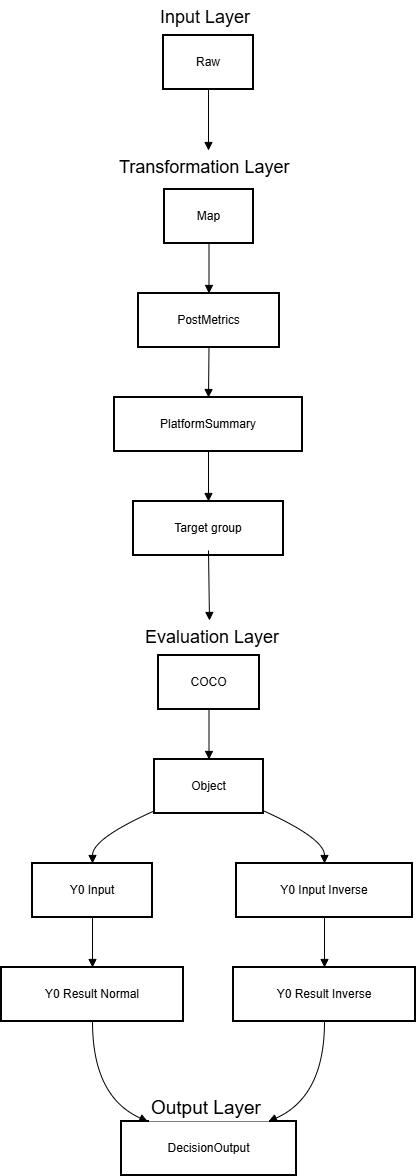 Input Layer
Raw
Transformation Layer
Map
PostMetrics
PlatformSummary
Target group
Evaluation Layer
COCO
Object
Y0 Input
Y0 Input Inverse
Y0 Result Normal
Y0 Result Inverse
Output Layer
DecisionOutput